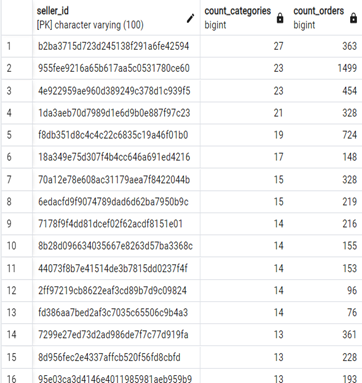 seller_id count_categories count_orders
[PK] character varying (100) bigint bigint
1 b2ba3715d723d245138f291a6fe42594 27 363
2 955fee9216a65b617aa5c0531780ce60 23 1499
3 4e922959ae960d389249c378d1c939f5 23 454
4 1da3aeb70d7989d1e6d9b0e887f97c23 21 328
5 f8db351d8c4c4c22c6835c19a46f01b0 19 724
6 18a349e75d307f4b4cc646a691ed4216 17 148
7 70a12e78e608ac31179aea7f8422044b 15 328
8 6edacfd9f9074789dad6d62ba7950b9c 15 219
9 7178f9f4dd81dcef02f62acdf8151e01 14 216
10 8b28d096634035667e8263d57ba3368c 14 155
11 44073f8b7e41514de3b7815dd0237f4f 14 153
12 2ff97219cb8622eaf3cd89b7d9c09824 14 96
13 fd386aa7bed2af3c7035c65506c9b4a3 14 76
14 7299e27ed73d2ad986de7f7c77d919fa 13 361
15 8d956fec2e4337affcb520f56fd8cbfd 13 228
16 95e03ca3d4146e4011985981aeb959b9 13 193